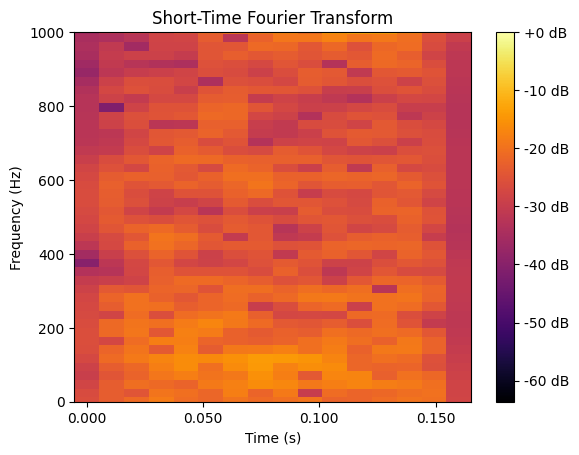 Short-Time Fourier Transform
1000
800
600
400
200
0
Frequency (Hz)
0.000
0.050
0.100
0.150
Time (s)
+0 dB
-10 dB
-20 dB
-30 dB
-40 dB
-50 dB
-60 dB